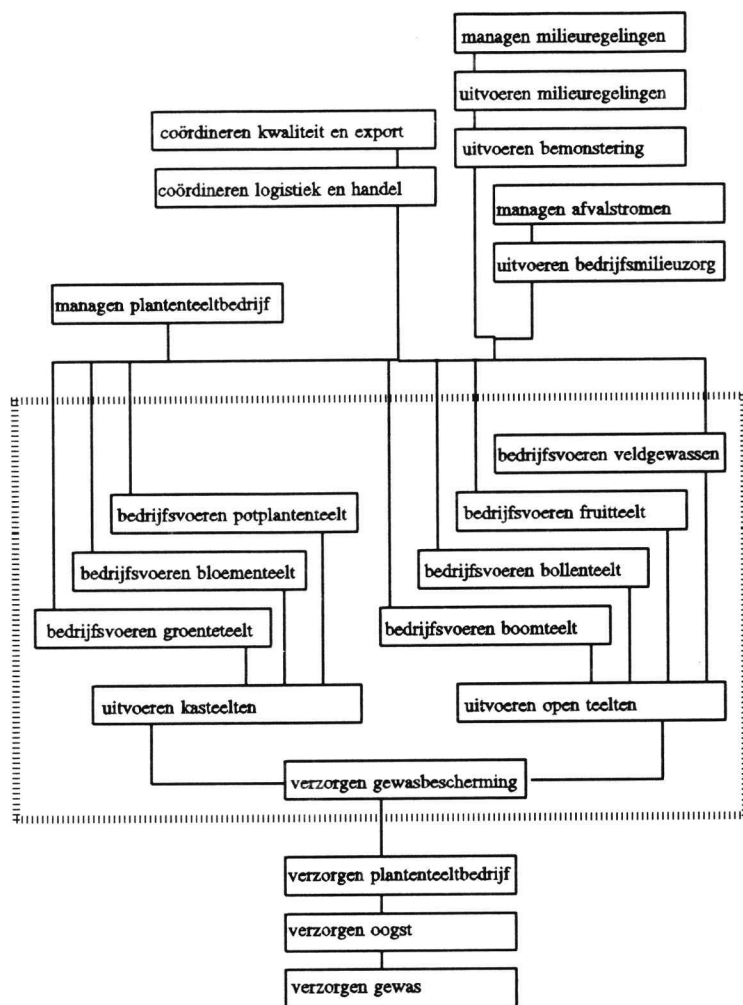 managen milieuregelingen
uitvoeren milieuregelingen
coördineren kwaliteit en export
uitvoeren bemonstering
coördineren logistiek en handel
managen afvalstromen
uitvoeren bedrijfsmilieuzorg
managen plantenteeltbedrijf
bedrijfsvoeren veldgewassen
bedrijfsvoeren potplantenteelt
bedrijfsvoeren fruitteelt
bedrijfsvoeren bloementeelt
bedrijfsvoeren bollenteelt
bedrijfsvoeren groenteteelt
bedrijfsvoeren boomteelt
uitvoeren kasteelten
uitvoeren open teelten
verzorgen gewasbescherming
verzorgen plantenteeltbedrijf
verzorgen oogst
verzorgen gewas